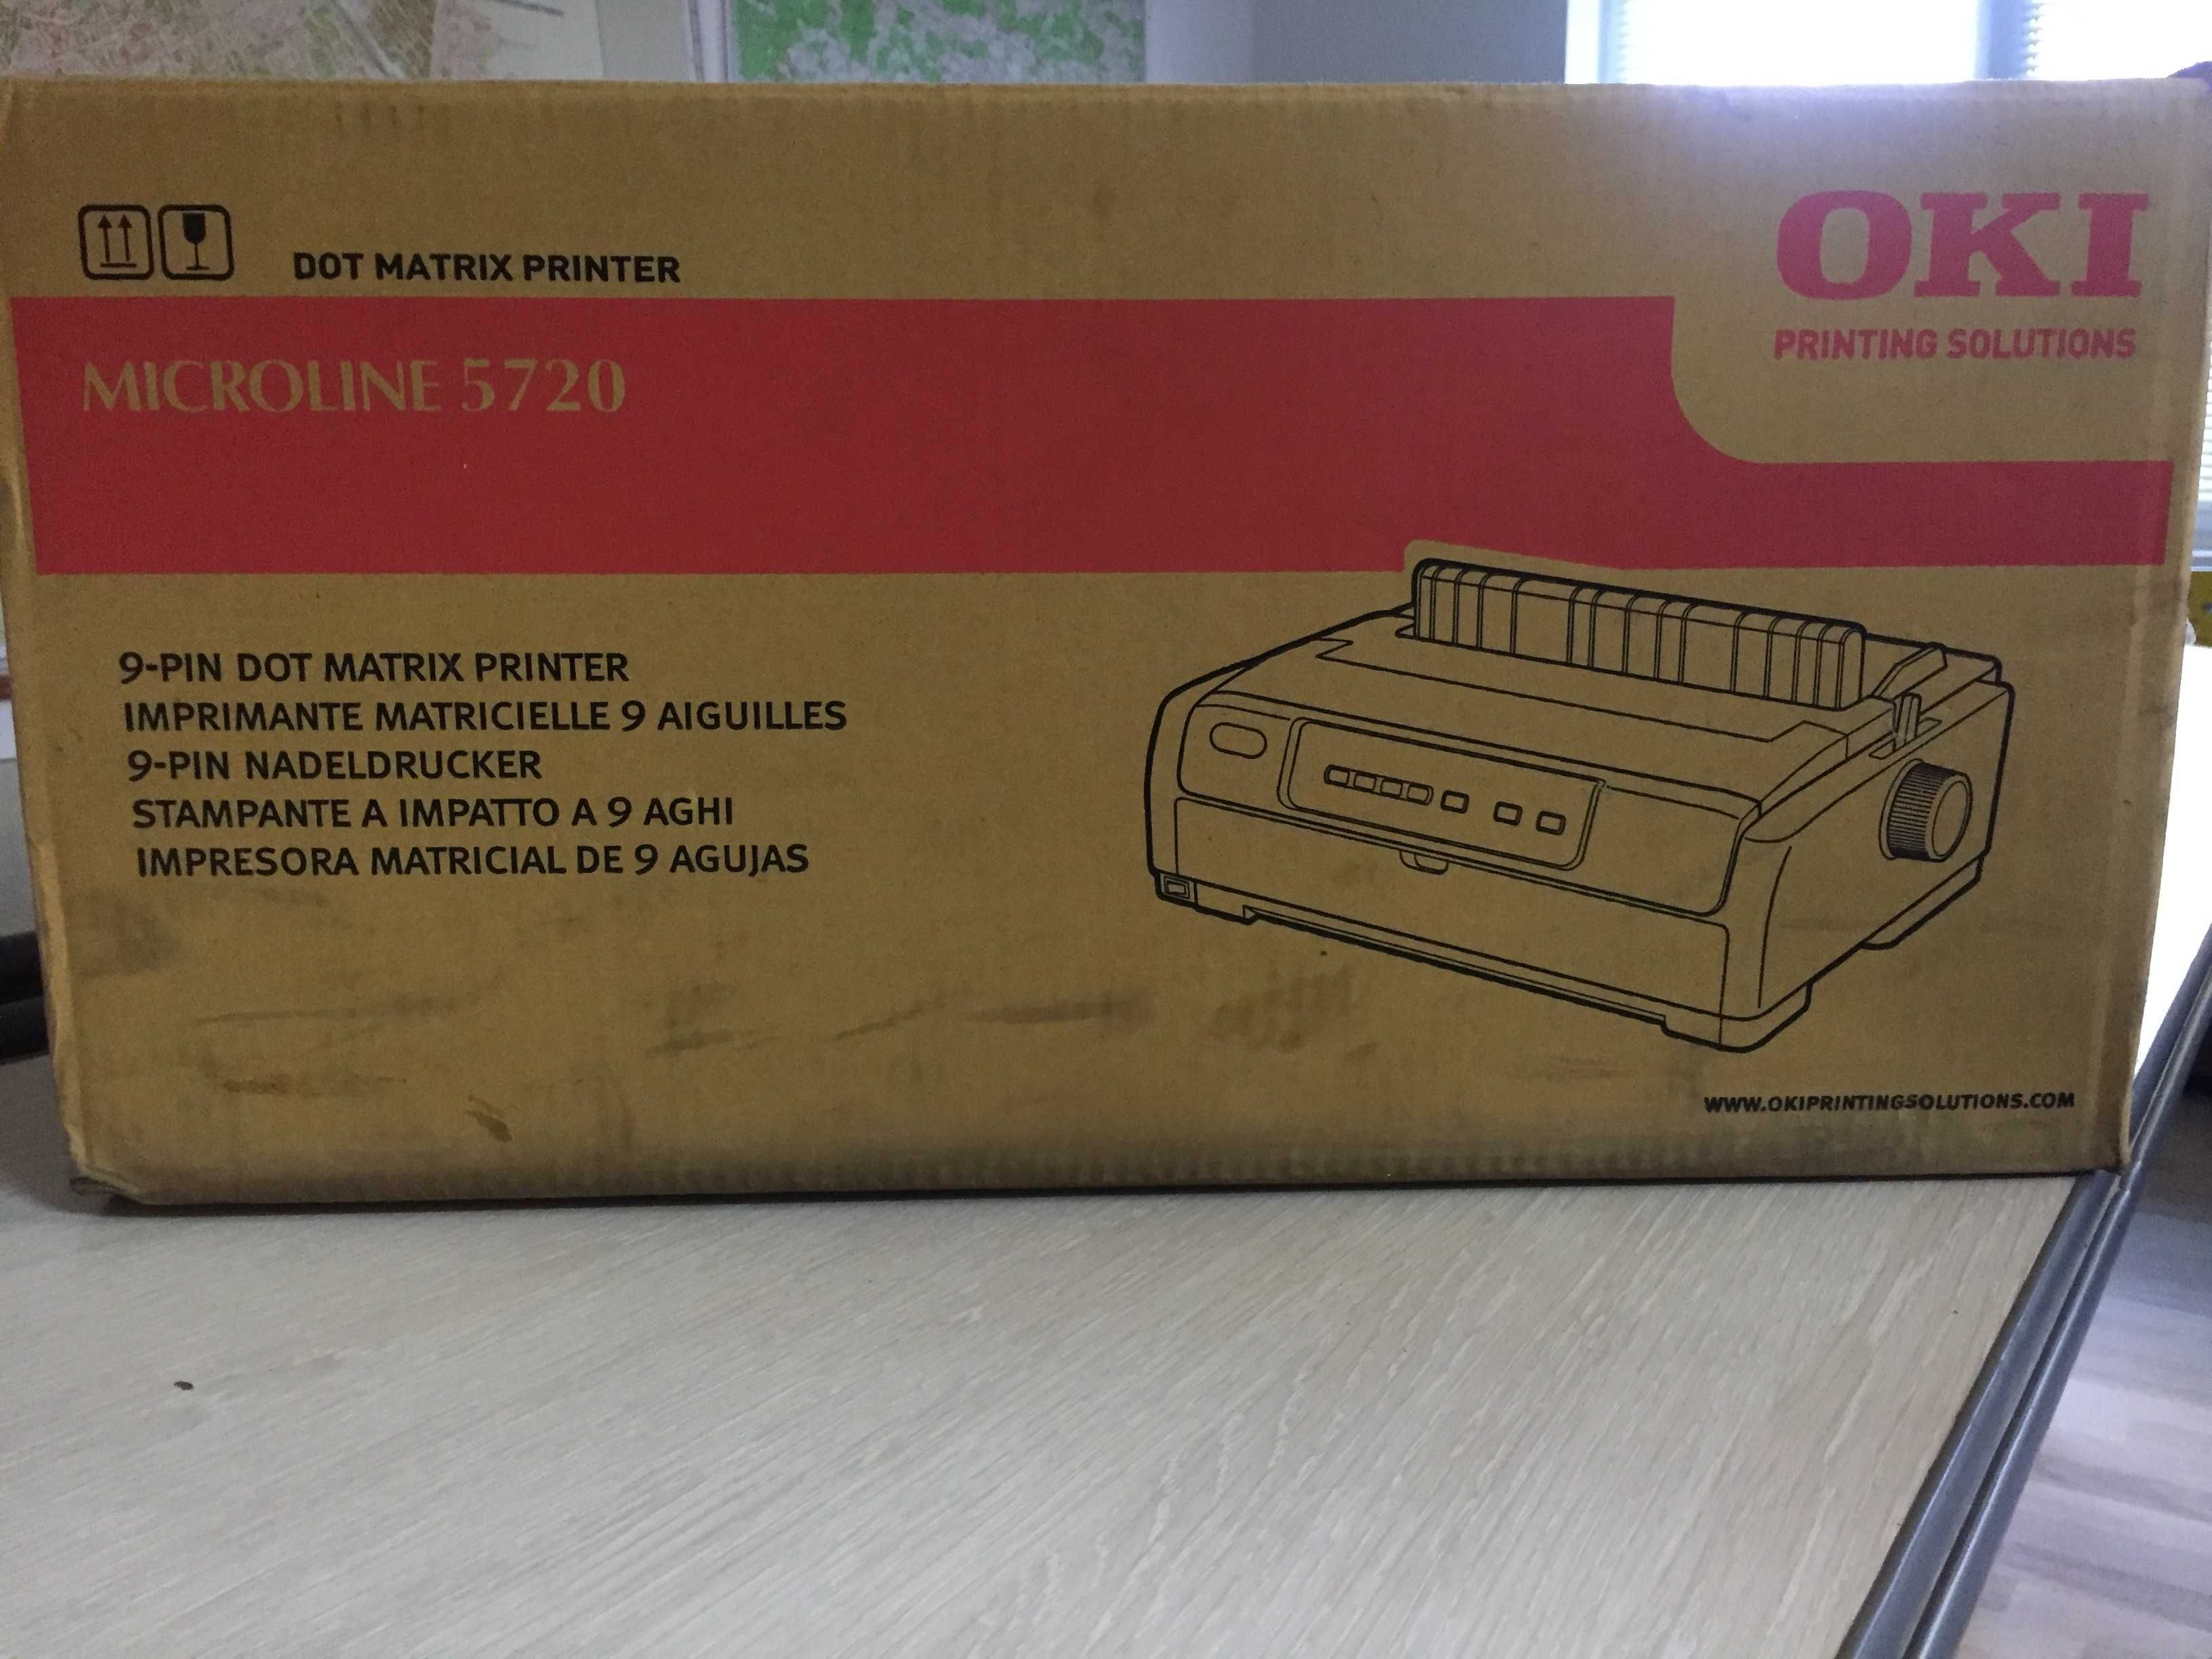 DOT MATRIX PRINTER
OKI
PRINTING SOLUTIONS
MICROLINE 5720
9-PIN DOT MATRIX PRINTER
IMPRIMANTE MATRICIELLE 9 AIGUILLES
9-PIN NADELDRUCKER
STAMPANTE A IMPATTO A 9 AGHI
IMPRESORA MATRICIAL DE 9 AGUJAS
WWW.OKIPRINTINGSOLUTIONS.COM